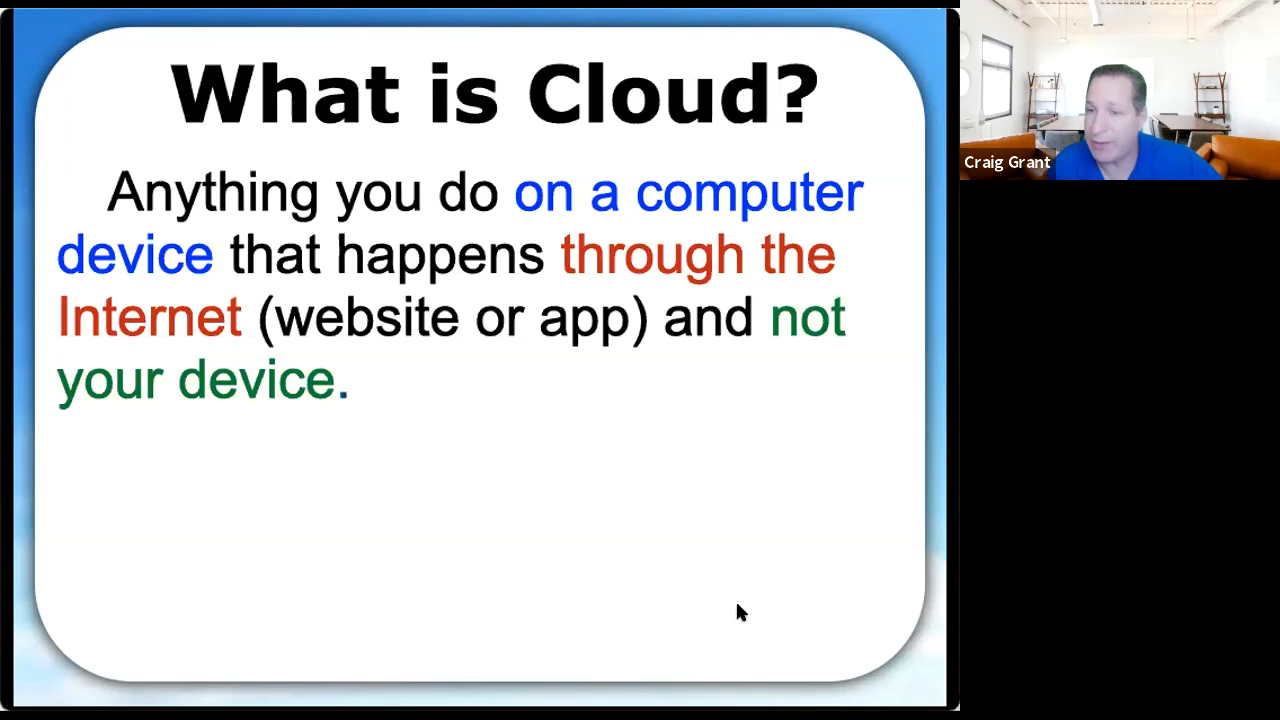 What is Cloud?
Anything you do on a computer
device that happens through the
Internet (website or app) and not
your device.
Craig Grant